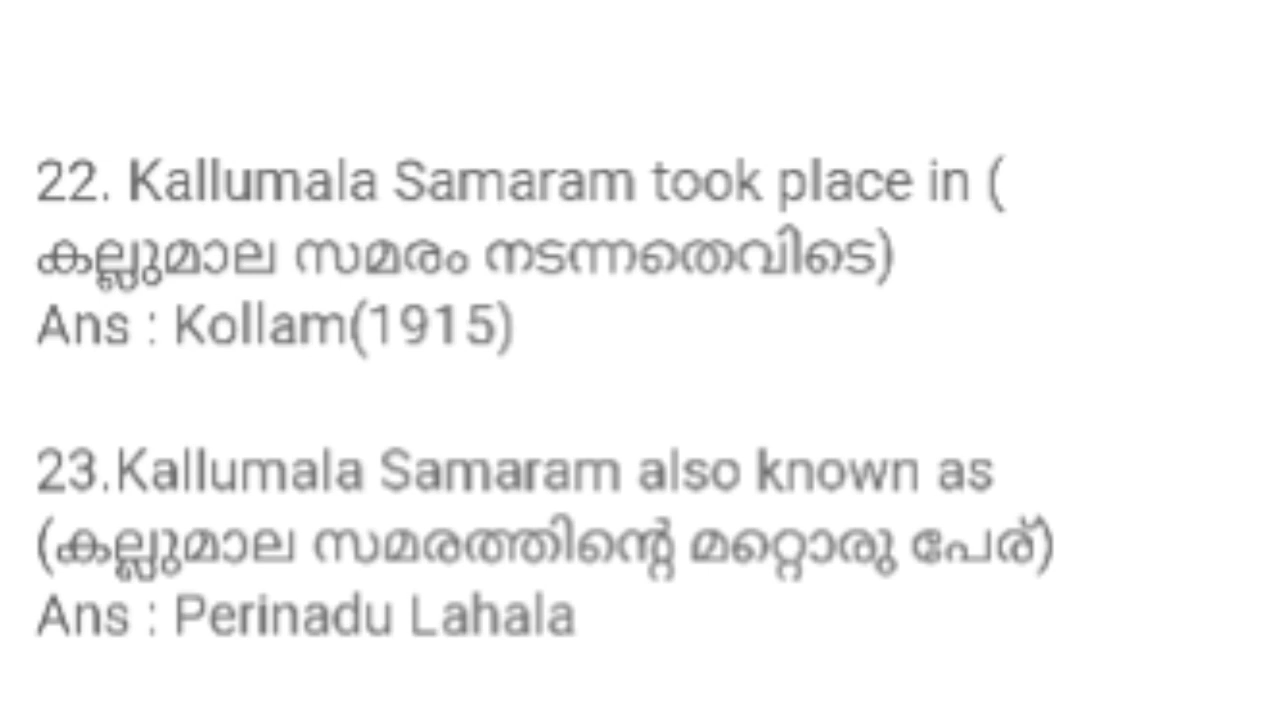 22. Kallumala Samaram took place in (
കല്ലുമാല സമരം നടന്നതെവിടെ)
Ans : Kollam(1915)
23.Kallumala Samaram also known as
(കല്ലുമാല സമരത്തിന്റെ മറ്റൊരു പേര്)
Ans : Perinadu Lahala